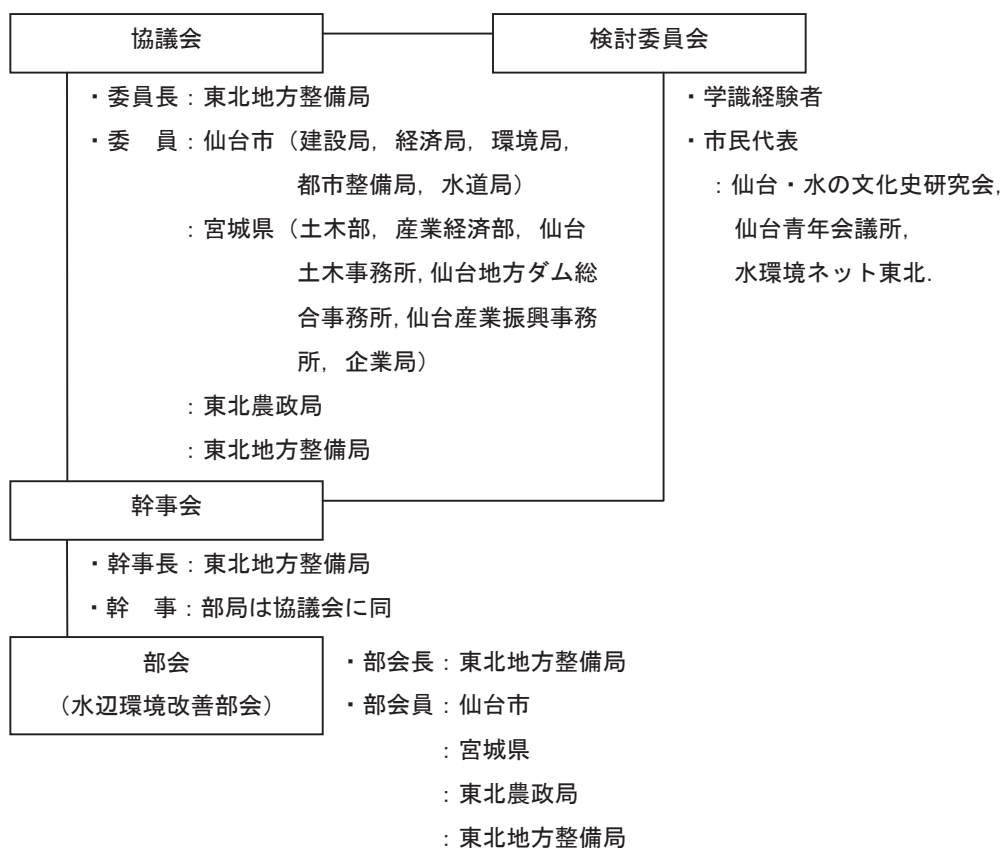 協議会
検討委員会
・委員長：東北地方整備局
・委　員：仙台市（建設局，経済局，環境局，
都市整備局，水道局）
：宮城県（土木部，産業経済部，仙台
土木事務所，仙台地方ダム総
合事務所，仙台産業振興事務
所，企業局）
：東北農政局
：東北地方整備局
・学識経験者
・市民代表
：仙台・水の文化史研究会，
仙台青年会議所，
水環境ネット東北．
幹事会
・幹事長：東北地方整備局
・幹　事：部局は協議会に同
部会
（水辺環境改善部会）
・部会長：東北地方整備局
・部会員：仙台市
：宮城県
：東北農政局
：東北地方整備局